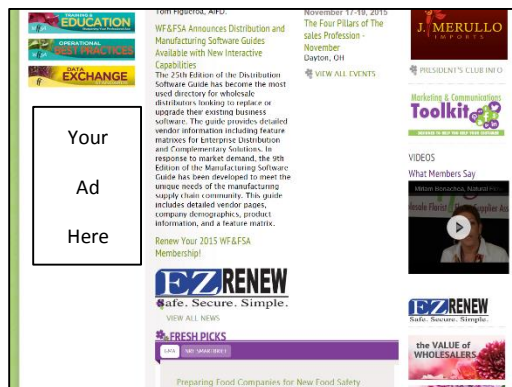 TRAINING &
EDUCATION
OPERATIONAL
BEST PRACTICES
DATA
EXCHANGE
Your
Ad
Here
Tom Figueroa, AIFD.
WF&FSA Announces Distribution and
Manufacturing Software Guides
Available with New Interactive
Capabilities
The 25th Edition of the Distribution
Software Guide has become the most
used directory for wholesale
distributors looking to replace or
upgrade their existing business
software. The guide provides detailed
vendor information including feature
matrixes for Enterprise Distribution
and Complementary Solutions. In
response to market demand, the 9th
Edition of the Manufacturing Software
Guide has been developed to meet the
unique needs of the manufacturing
supply chain community. This guide
includes detailed vendor pages,
company demographics, product
information, and a feature matrix.
Renew Your 2015 WF&FSA
Membership!
EZ RENEW
Safe. Secure. Simple.
VIEW ALL NEWS
FRESH PICKS
Preparing Food Companies for New Food Safety
November 17-19, 2015
The Four Pillars of The
sales Profession -
November
Dayton, OH
VIEW ALL EVENTS
J. MERULLO
IMPORTS
PRESIDENT'S CLUB INFO
Marketing & Communications
Toolkit
VIDEOS
What Members Say
EZ RENEW
Safe. Secure. Simple.
the VALUE of
WHOLESALERS